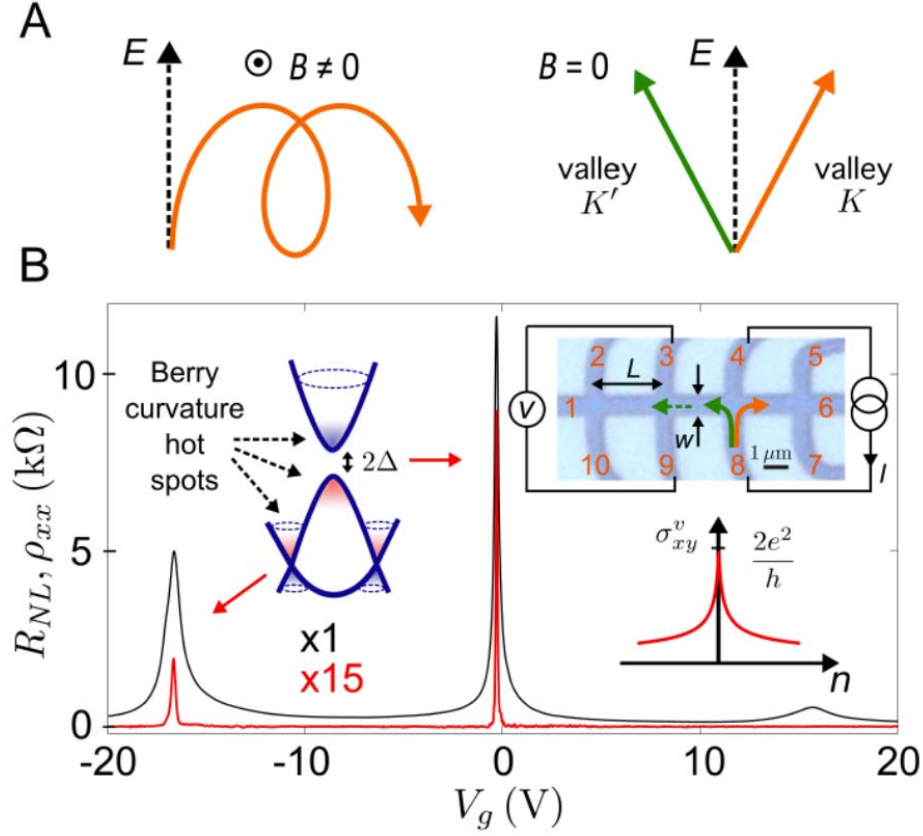 A
E
B ≠ 0
B = 0
E
valley
K′
valley
K
B
R_NL, ρ_xx (kΩ)
10
5
0
Berry
curvature
hot
spots
2Δ
x1
x15
V
2
3
4
5
L
1
6
w
10
9
8
1 μm
7
I
σ^v_xy
2e²
h
n
-20
-10
0
10
20
V_g (V)